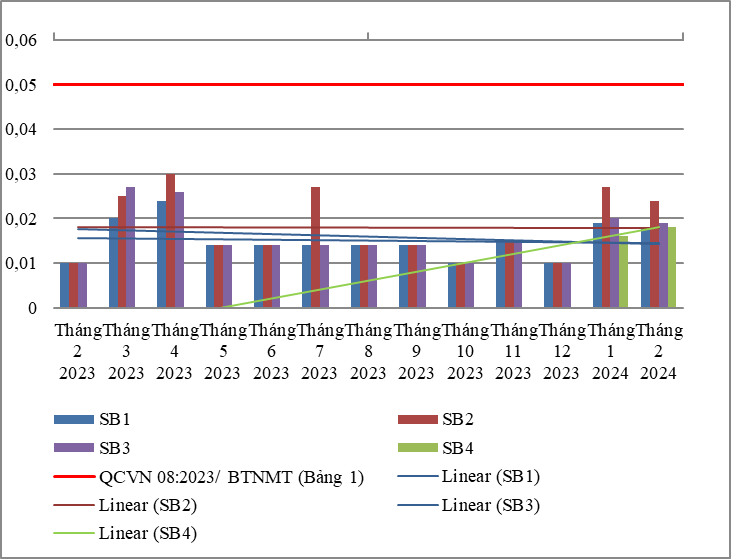 0,06
0,05
0,04
0,03
0,02
0,01
0
Tháng Tháng Tháng Tháng Tháng Tháng Tháng Tháng Tháng Tháng Tháng Tháng Tháng
2 3 4 5 6 7 8 9 10 11 12 1 2
2023 2023 2023 2023 2023 2023 2023 2023 2023 2023 2023 2024 2024
SB1 SB2
SB3 SB4
QCVN 08:2023/ BTNMT (Bảng 1) Linear (SB1)
Linear (SB2) Linear (SB3)
Linear (SB4)